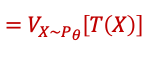 = V_{X∼P_θ}[T(X)]